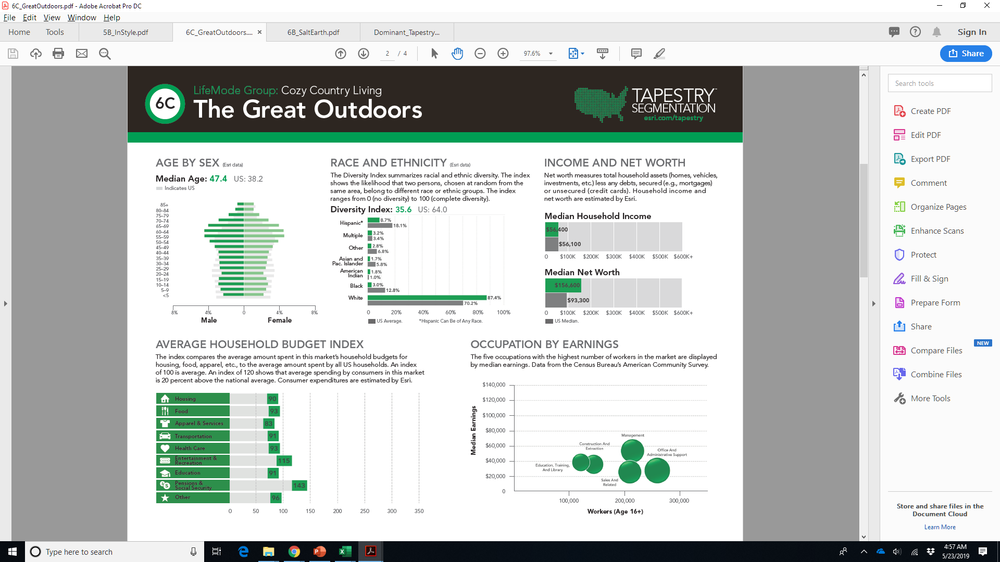 6C_GreatOutdoors.pdf - Adobe Acrobat Pro DC
File Edit View Window Help
Home Tools 5B_InStyle.pdf 6C_GreatOutdoors.... × 6B_SaltEarth.pdf Dominant_Tapestry... Sign In
2 / 4 97.6% Share
6C
LifeMode Group: Cozy Country Living
The Great Outdoors
TAPESTRY™
SEGMENTATION
esri.com/tapestry
AGE BY SEX (Esri data)
Median Age: 47.4 US: 38.2
Indicates US
85+
80–84
75–79
70–74
65–69
60–64
55–59
50–54
45–49
40–44
35–39
30–34
25–29
20–24
15–19
10–14
5–9
<5
8% 4% 0 4% 8%
Male Female
RACE AND ETHNICITY (Esri data)
The Diversity Index summarizes racial and ethnic diversity. The index
shows the likelihood that two persons, chosen at random from the
same area, belong to different race or ethnic groups. The index
ranges from 0 (no diversity) to 100 (complete diversity).
Diversity Index: 35.6 US: 64.0
Hispanic* 8.7%
18.1%
Multiple 3.2%
3.4%
Other 2.8%
6.8%
Asian and
Pac. Islander
1.7%
5.8%
American
Indian
1.8%
1.0%
Black 3.0%
12.8%
White 87.4%
70.2%
0 20% 40% 60% 80% 100%
US Average. *Hispanic Can Be of Any Race.
INCOME AND NET WORTH
Net worth measures total household assets (homes, vehicles,
investments, etc.) less any debts, secured (e.g., mortgages)
or unsecured (credit cards). Household income and
net worth are estimated by Esri.
Median Household Income
$56,400
$56,100
0 $100K $200K $300K $400K $500K $600K+
Median Net Worth
$156,600
$93,300
0 $100K $200K $300K $400K $500K $600K+
US Median.
AVERAGE HOUSEHOLD BUDGET INDEX
The index compares the average amount spent in this market's household budgets for
housing, food, apparel, etc., to the average amount spent by all US households. An index
of 100 is average. An index of 120 shows that average spending by consumers in this market
is 20 percent above the national average. Consumer expenditures are estimated by Esri.
Housing 90
Food 93
Apparel & Services 83
Transportation 91
Health Care 93
Entertainment &
Recreation
115
Education 91
Pensions &
Social Security
143
Other 96
0 50 100 150 200 250 300 350
OCCUPATION BY EARNINGS
The five occupations with the highest number of workers in the market are displayed
by median earnings. Data from the Census Bureau's American Community Survey.
Median Earnings
$140,000
$120,000
$100,000
$80,000
$60,000
$40,000
$20,000
0
Management
Construction And
Extraction
Office And
Administrative Support
Education, Training,
And Library
Sales And
Related
100,000 200,000 300,000
Workers (Age 16+)
Search tools
Create PDF
Edit PDF
Export PDF
Comment
Organize Pages
Enhance Scans
Protect
Fill & Sign
Prepare Form
Share
NEW
Compare Files
Combine Files
More Tools
Store and share files in the
Document Cloud
Learn More
Type here to search
4:57 AM
5/23/2019